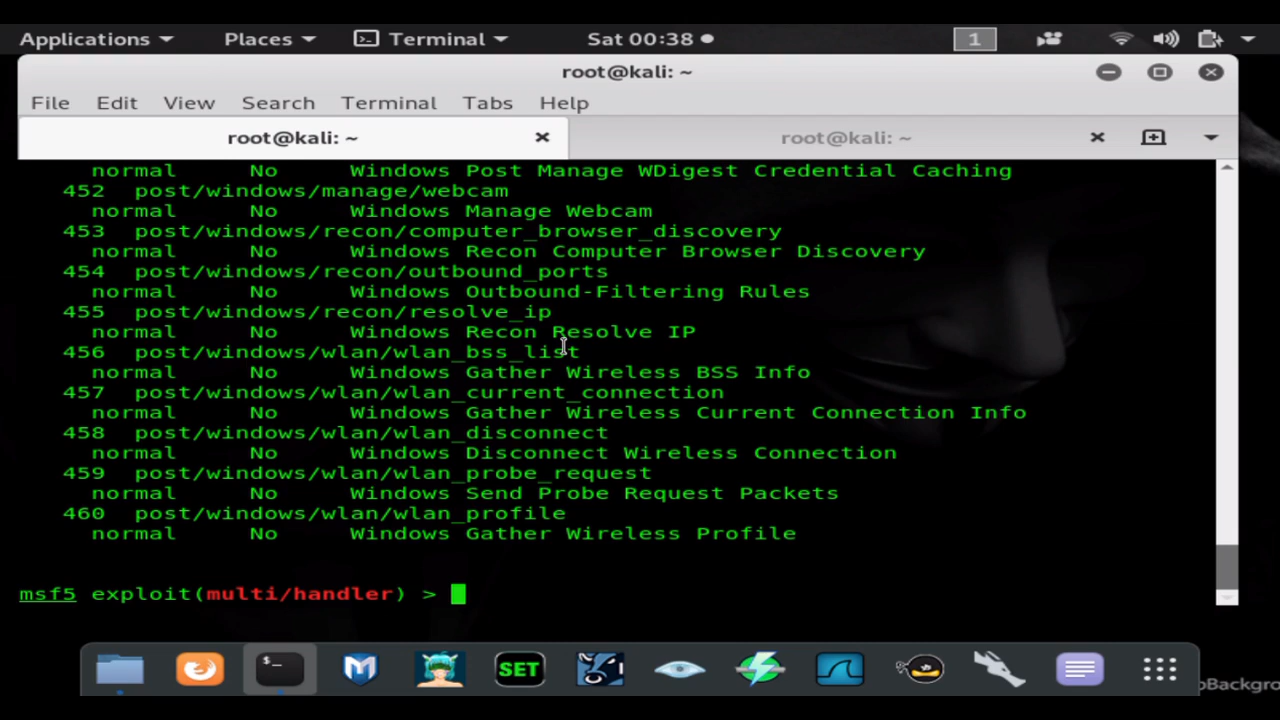 Applications Places Terminal Sat 00:38 1
root@kali: ~
File Edit View Search Terminal Tabs Help
root@kali: ~ root@kali: ~
normal No Windows Post Manage WDigest Credential Caching
452 post/windows/manage/webcam
normal No Windows Manage Webcam
453 post/windows/recon/computer_browser_discovery
normal No Windows Recon Computer Browser Discovery
454 post/windows/recon/outbound_ports
normal No Windows Outbound-Filtering Rules
455 post/windows/recon/resolve_ip
normal No Windows Recon Resolve IP
456 post/windows/wlan/wlan_bss_list
normal No Windows Gather Wireless BSS Info
457 post/windows/wlan/wlan_current_connection
normal No Windows Gather Wireless Current Connection Info
458 post/windows/wlan/wlan_disconnect
normal No Windows Disconnect Wireless Connection
459 post/windows/wlan/wlan_probe_request
normal No Windows Send Probe Request Packets
460 post/windows/wlan/wlan_profile
normal No Windows Gather Wireless Profile
msf5 exploit(multi/handler) >
SET